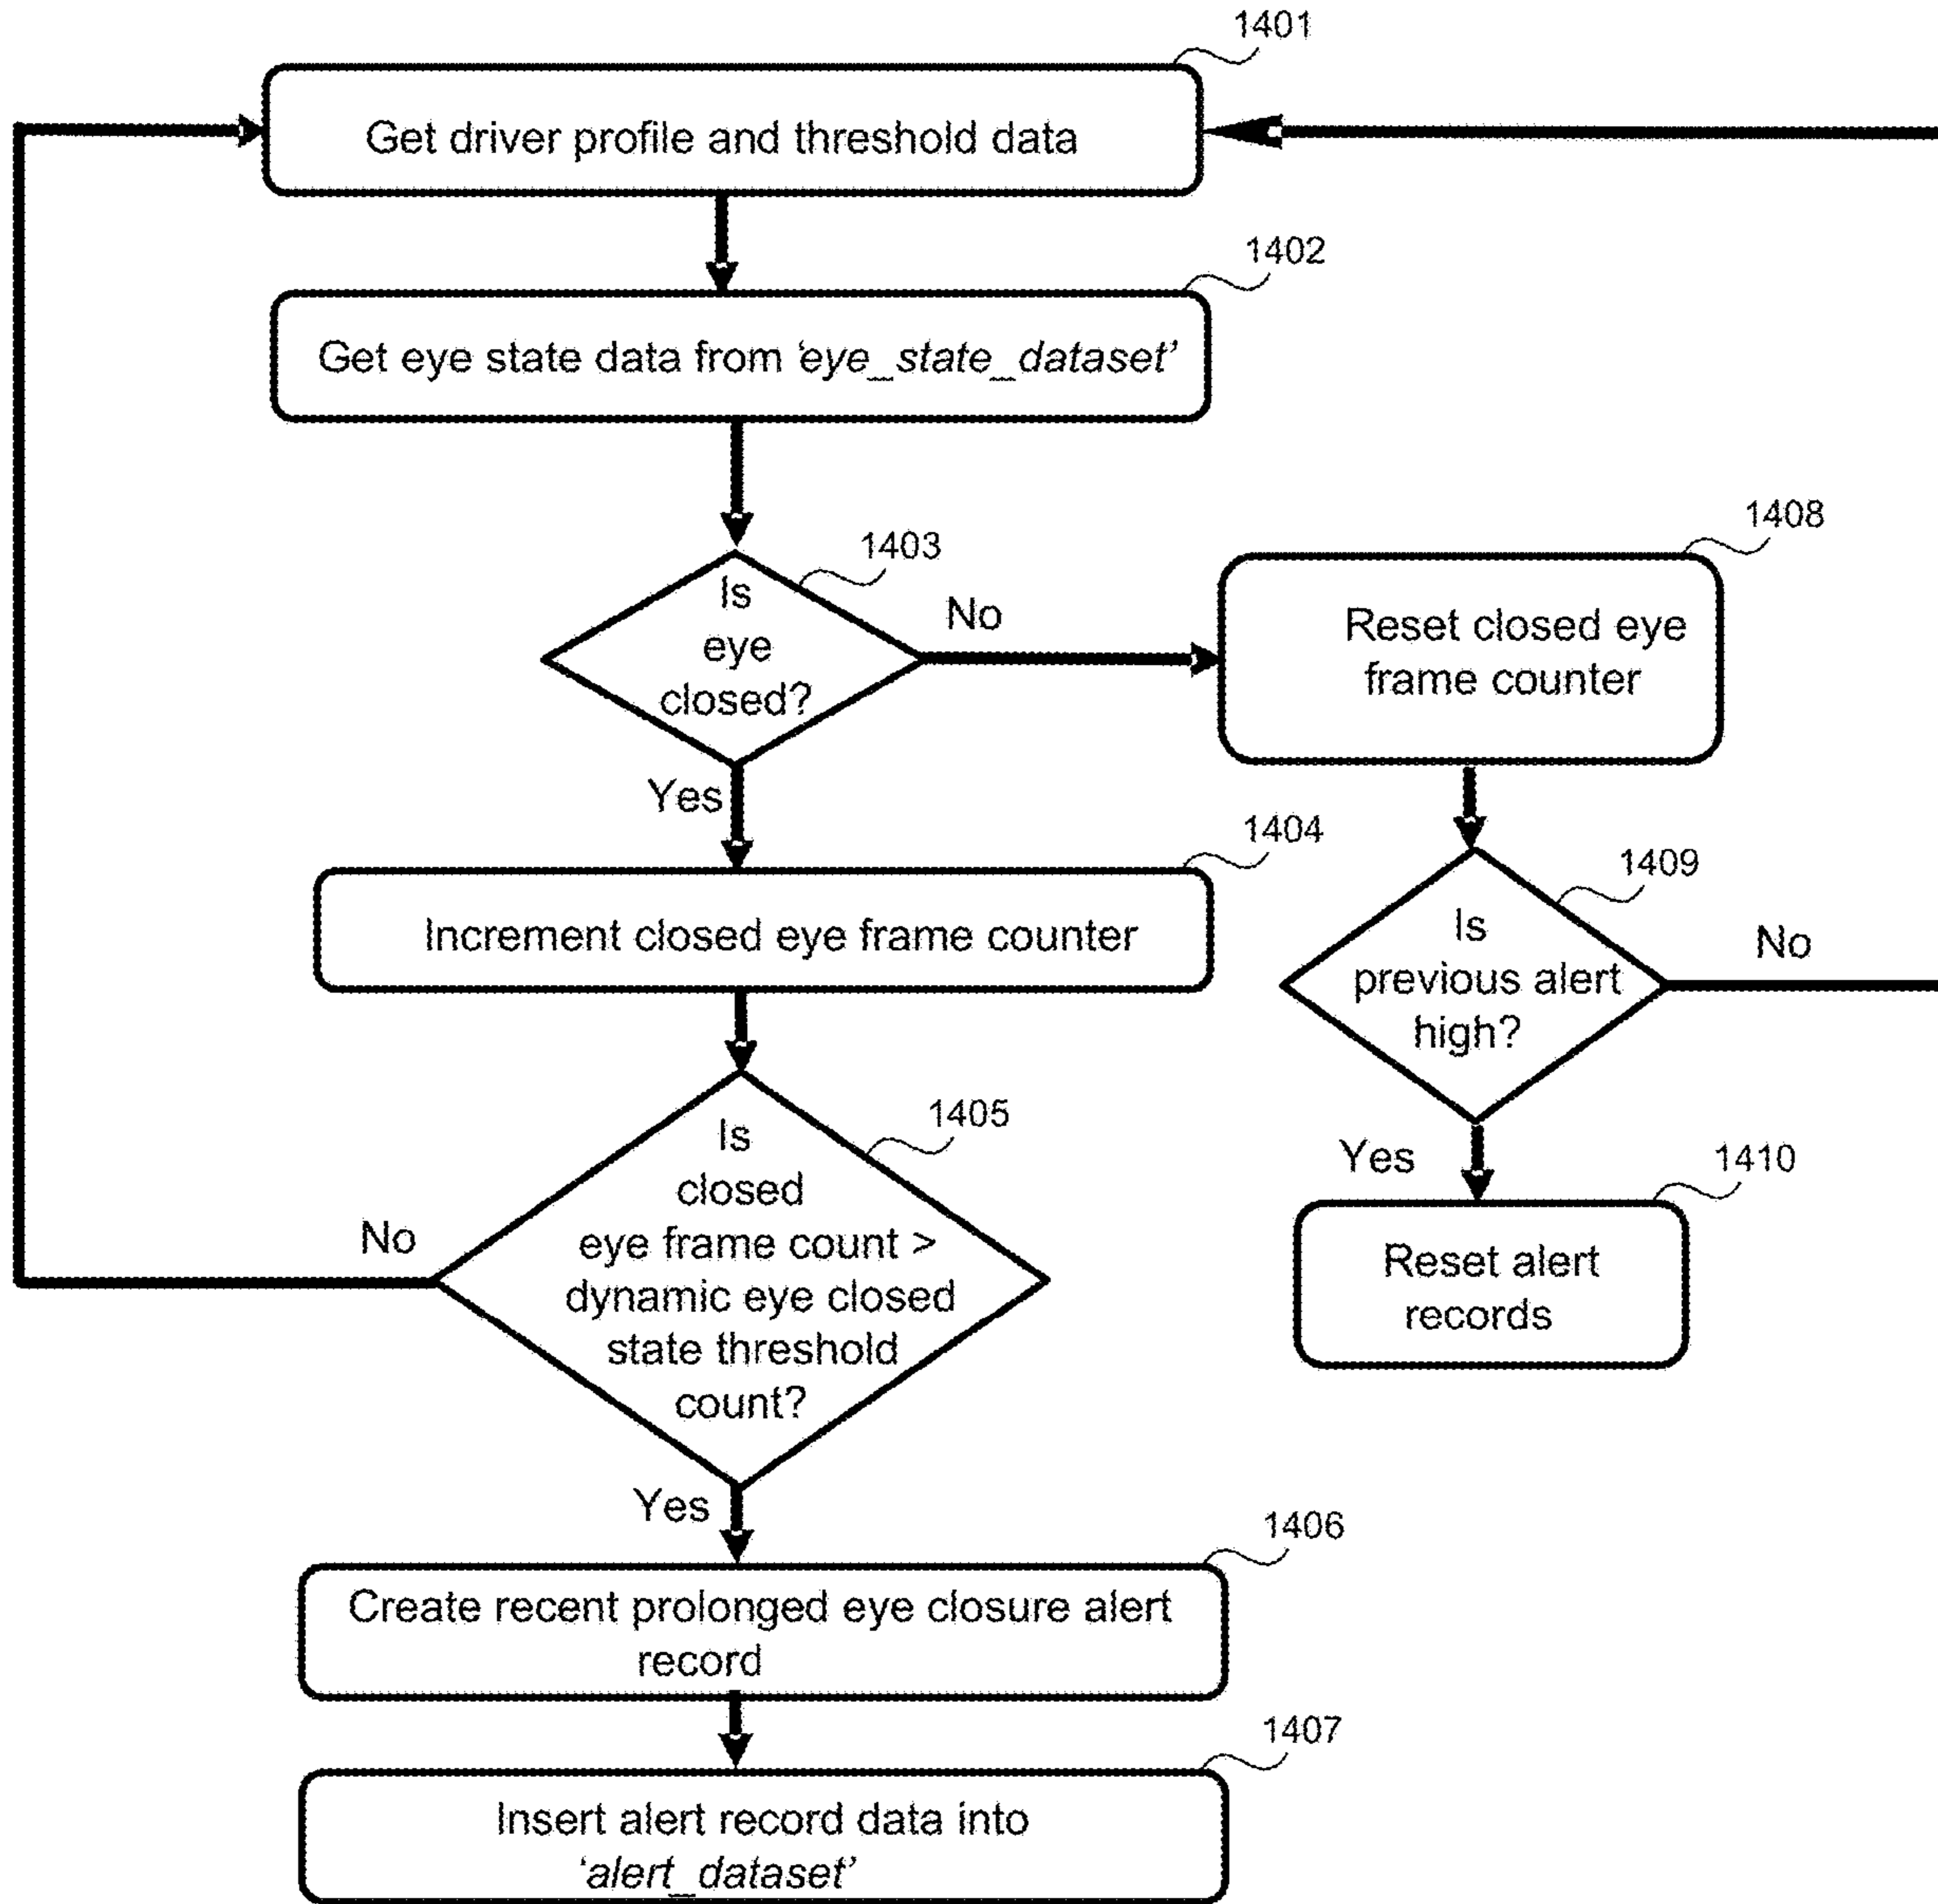 1401
Get driver profile and threshold data
1402
Get eye state data from 'eye_state_dataset'
1403
Is
eye
closed?
No
Yes
1408
Reset closed eye
frame counter
1404
Increment closed eye frame counter
1409
Is
previous alert
high?
No
Yes
1405
Is
closed
eye frame count >
dynamic eye closed
state threshold
count?
No
Yes
1410
Reset alert
records
1406
Create recent prolonged eye closure alert
record
1407
Insert alert record data into
'alert_dataset'